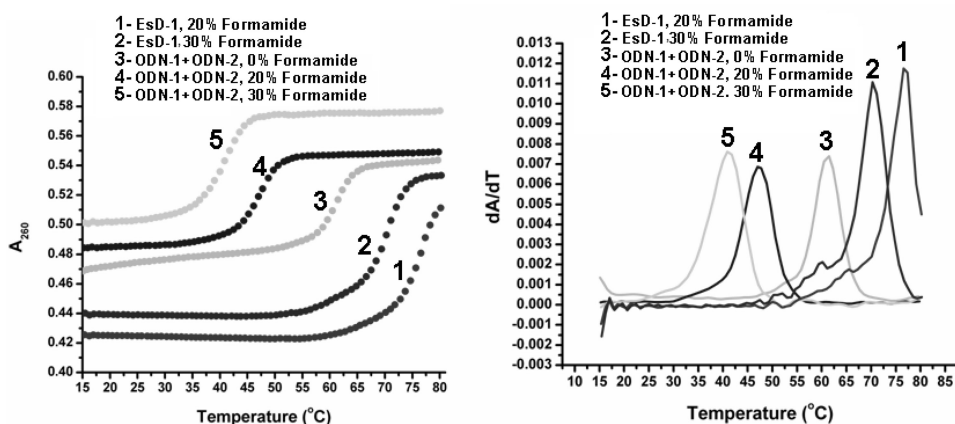 1- EsD-1, 20% Formamide
2- EsD-1 30% Formamide
3- ODN-1+ODN-2, 0% Formamide
4- ODN-1+ODN-2, 20% Formamide
5- ODN-1+ODN-2, 30% Formamide
0.60
0.58
0.56
0.54
0.52
0.50
0.48
0.46
0.44
0.42
0.40
A260
5
4
3
2
1
15 20 25 30 35 40 45 50 55 60 65 70 75 80
Temperature (°C)
1- EsD-1, 20% Formamide
2- EsD-1 30% Formamide
3- ODN-1+ODN-2, 0% Formamide
4- ODN-1+ODN-2, 20% Formamide
5- ODN-1+ODN-2. 30% Formamide
0.013
0.012
0.011
0.010
0.009
0.008
0.007
0.006
0.005
0.004
0.003
0.002
0.001
0.000
-0.001
-0.002
-0.003
dA/dT
1
2
3
4
5
10 15 20 25 30 35 40 45 50 55 60 65 70 75 80 85
Temperature (°C)